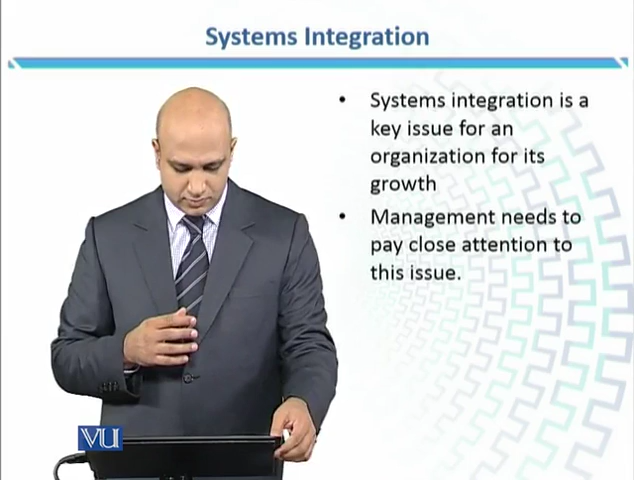 Systems Integration
• Systems integration is a
key issue for an
organization for its
growth
• Management needs to
pay close attention to
this issue.
VU